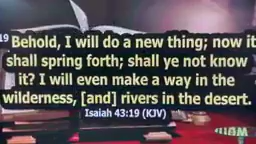 19 Behold, I will do a new thing; now it
shall spring forth; shall ye not know
it? I will even make a way in the
wilderness, [and] rivers in the desert.
Isaiah 43:19 (KJV)